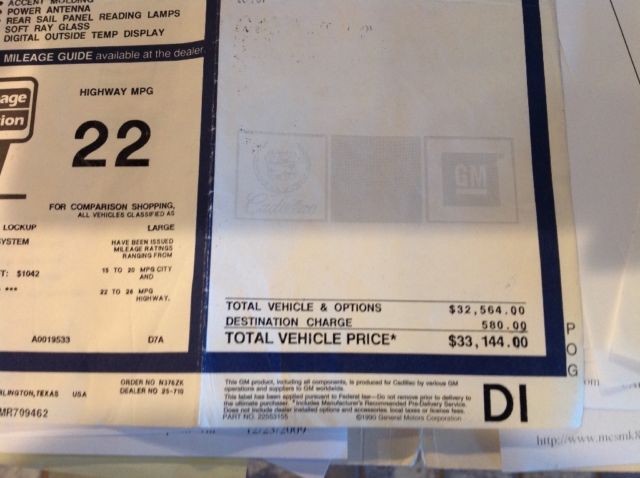 ACCENT MOLDING
• POWER ANTENNA
• REAR SAIL PANEL READING LAMPS
SOFT RAY GLASS
DIGITAL OUTSIDE TEMP DISPLAY
MILEAGE GUIDE available at the dealer
age
ion
HIGHWAY MPG
22
FOR COMPARISON SHOPPING,
ALL VEHICLES CLASSIFIED AS
LOCKUP LARGE
SYSTEM HAVE BEEN ISSUED
MILEAGE RATINGS
RANGING FROM
T: $1042 15 TO 20 MPG CITY
AND
*** 22 TO 26 MPG
HIGHWAY.
A0019533 D7A
Cadillac
GM
TOTAL VEHICLE & OPTIONS $32,564.00
DESTINATION CHARGE 580.00
TOTAL VEHICLE PRICE* $33,144.00
POG
RLINGTON, TEXAS USA
ORDER NO N376ZK
DEALER NO 25-710
MR709462
This GM product, including all components, is produced for Cadillac by various GM
operations and suppliers to GM worldwide.
This label has been applied pursuant to Federal law—Do not remove prior to delivery to
the ultimate purchaser. * Includes Manufacturer's Recommended Pre-Delivery Service.
Does not include dealer installed options and accessories, local taxes or license fees.
PART NO. 22553155 ©1990 General Motors Corporation
DI
12/23/2009
om
http://www.mcsmk8